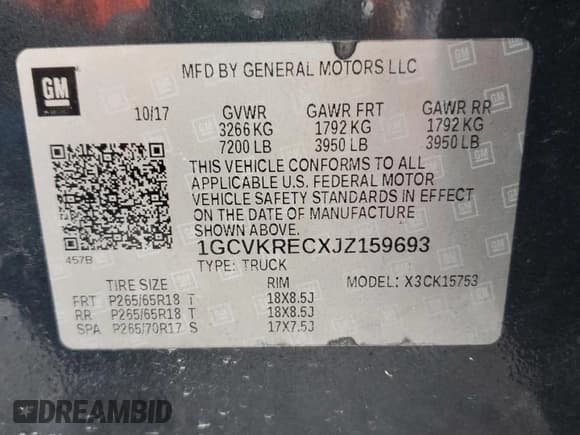 GM
MFD BY GENERAL MOTORS LLC
10/17 GVWR GAWR FRT GAWR RR
3266 KG 1792 KG 1792 KG
7200 LB 3950 LB 3950 LB
THIS VEHICLE CONFORMS TO ALL
APPLICABLE U.S. FEDERAL MOTOR
VEHICLE SAFETY STANDARDS IN EFFECT
ON THE DATE OF MANUFACTURE
SHOWN ABOVE.
457B 1GCVKRECXJZ159693
TYPE: TRUCK
TIRE SIZE RIM MODEL: X3CK15753
FRT P265/65R18 T 18X8.5J
RR P265/65R18 T 18X8.5J
SPA P265/70R17 S 17X7.5J
DREAMBID